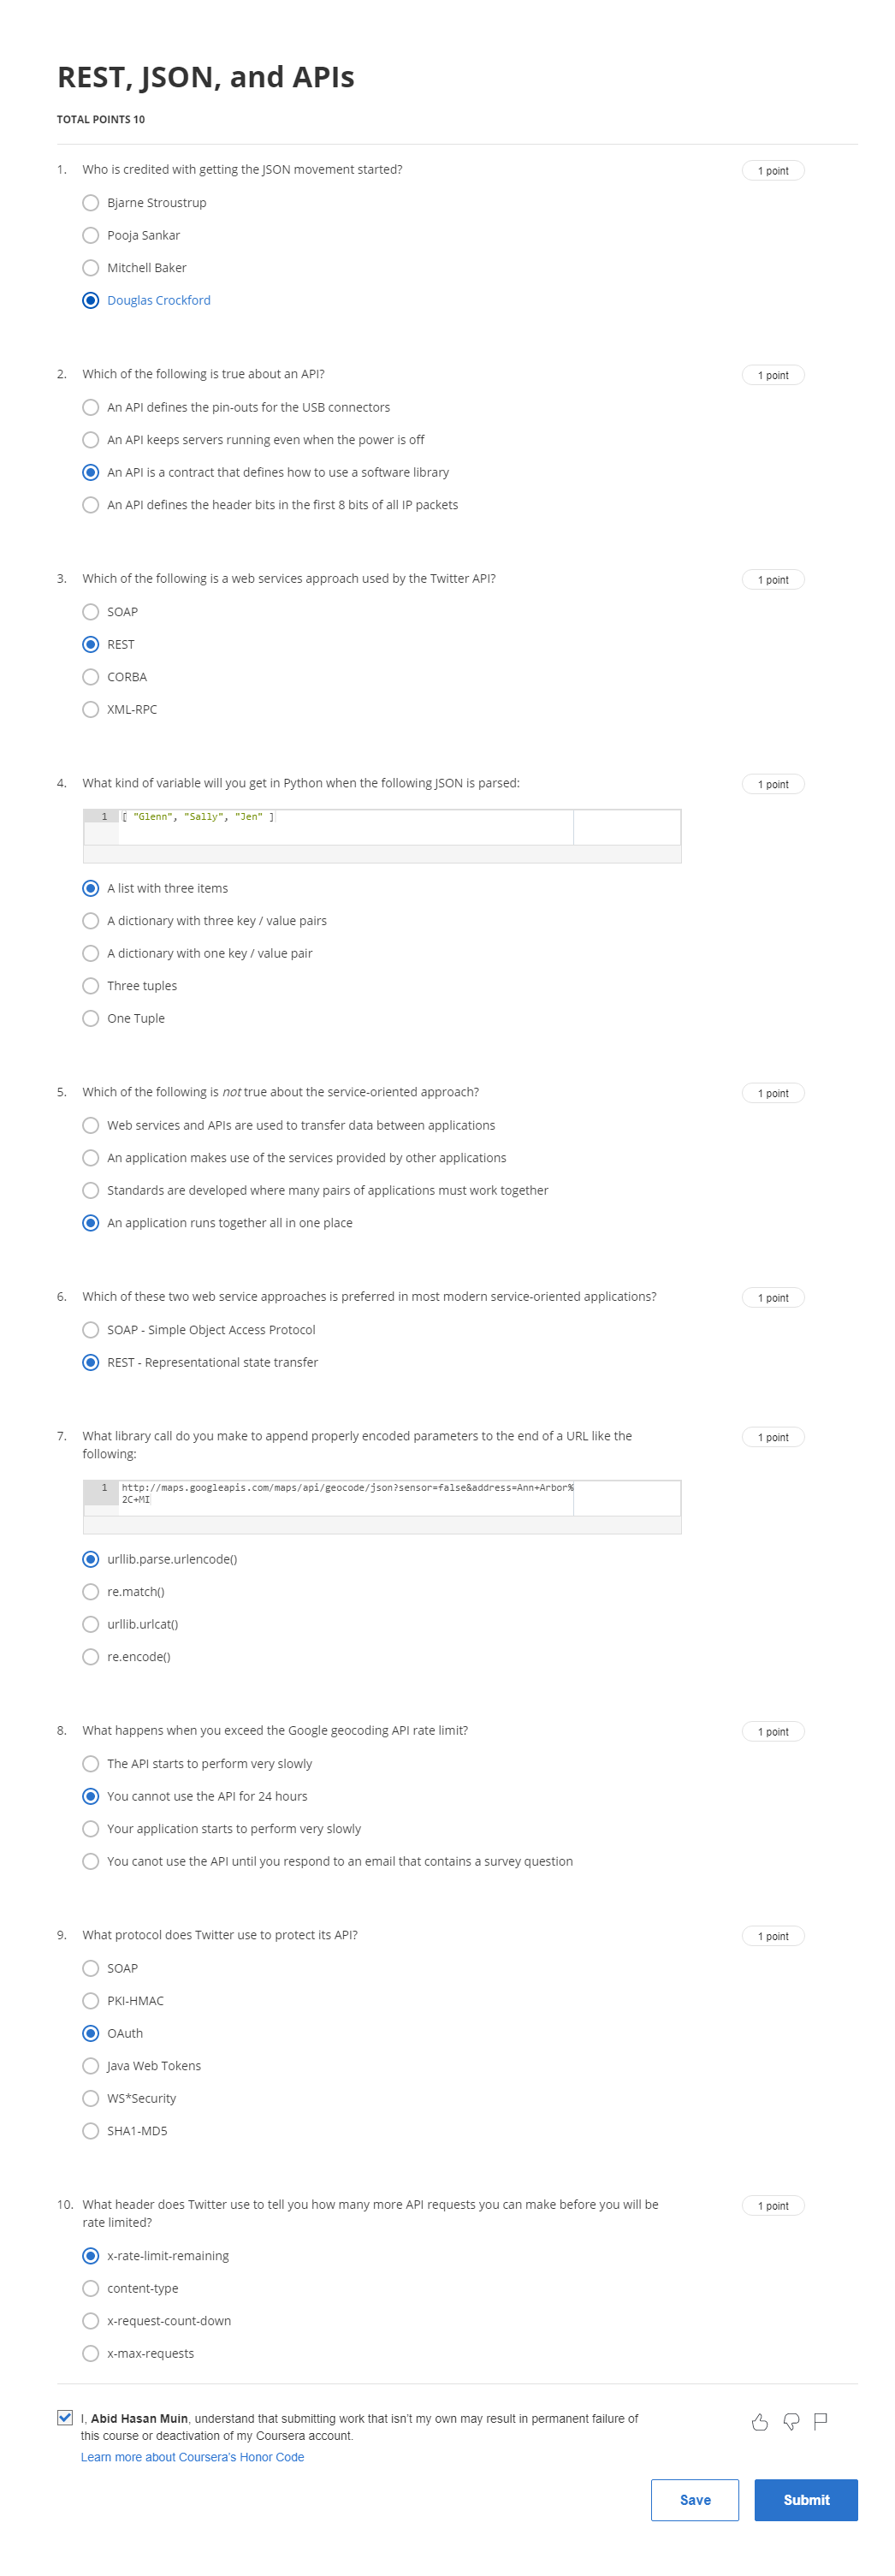 REST, JSON, and APIs
TOTAL POINTS 10
1. Who is credited with getting the JSON movement started?
1 point
Bjarne Stroustrup
Pooja Sankar
Mitchell Baker
Douglas Crockford
2. Which of the following is true about an API?
1 point
An API defines the pin-outs for the USB connectors
An API keeps servers running even when the power is off
An API is a contract that defines how to use a software library
An API defines the header bits in the first 8 bits of all IP packets
3. Which of the following is a web services approach used by the Twitter API?
1 point
SOAP
REST
CORBA
XML-RPC
4. What kind of variable will you get in Python when the following JSON is parsed:
1 point
1 [ "Glenn", "Sally", "Jen" ]
A list with three items
A dictionary with three key / value pairs
A dictionary with one key / value pair
Three tuples
One Tuple
5. Which of the following is not true about the service-oriented approach?
1 point
Web services and APIs are used to transfer data between applications
An application makes use of the services provided by other applications
Standards are developed where many pairs of applications must work together
An application runs together all in one place
6. Which of these two web service approaches is preferred in most modern service-oriented applications?
1 point
SOAP - Simple Object Access Protocol
REST - Representational state transfer
7. What library call do you make to append properly encoded parameters to the end of a URL like the
following:
1 point
1 http://maps.googleapis.com/maps/api/geocode/json?sensor=false&address=Ann+Arbor%
2C+MI
urllib.parse.urlencode()
re.match()
urllib.urlcat()
re.encode()
8. What happens when you exceed the Google geocoding API rate limit?
1 point
The API starts to perform very slowly
You cannot use the API for 24 hours
Your application starts to perform very slowly
You canot use the API until you respond to an email that contains a survey question
9. What protocol does Twitter use to protect its API?
1 point
SOAP
PKI-HMAC
OAuth
Java Web Tokens
WS*Security
SHA1-MD5
10. What header does Twitter use to tell you how many more API requests you can make before you will be
rate limited?
1 point
x-rate-limit-remaining
content-type
x-request-count-down
x-max-requests
I, Abid Hasan Muin, understand that submitting work that isn't my own may result in permanent failure of
this course or deactivation of my Coursera account.
Learn more about Coursera's Honor Code
Save
Submit